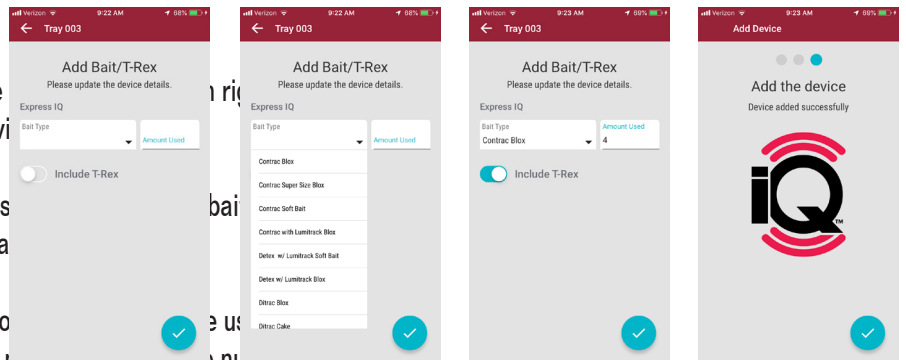 Verizon 9:22 AM 68%
Tray 003
Add Bait/T-Rex
Please update the device details.
Express IQ
Bait Type
Amount Used
Include T-Rex
Verizon 9:22 AM 68%
Tray 003
Add Bait/T-Rex
Please update the device details.
Express IQ
Bait Type
Amount Used
Contrac Blox
Contrac Super Size Blox
Contrac Soft Bait
Contrac with Lumitrack Blox
Detex w/ Lumitrack Soft Bait
Detex w/ Lumitrack Blox
Ditrac Blox
Ditrac Cake
Verizon 9:23 AM 69%
Tray 003
Add Bait/T-Rex
Please update the device details.
Express IQ
Bait Type
Contrac Blox
Amount Used
4
Include T-Rex
Verizon 9:23 AM 69%
Add Device
Add the device
Device added successfully
iQ™